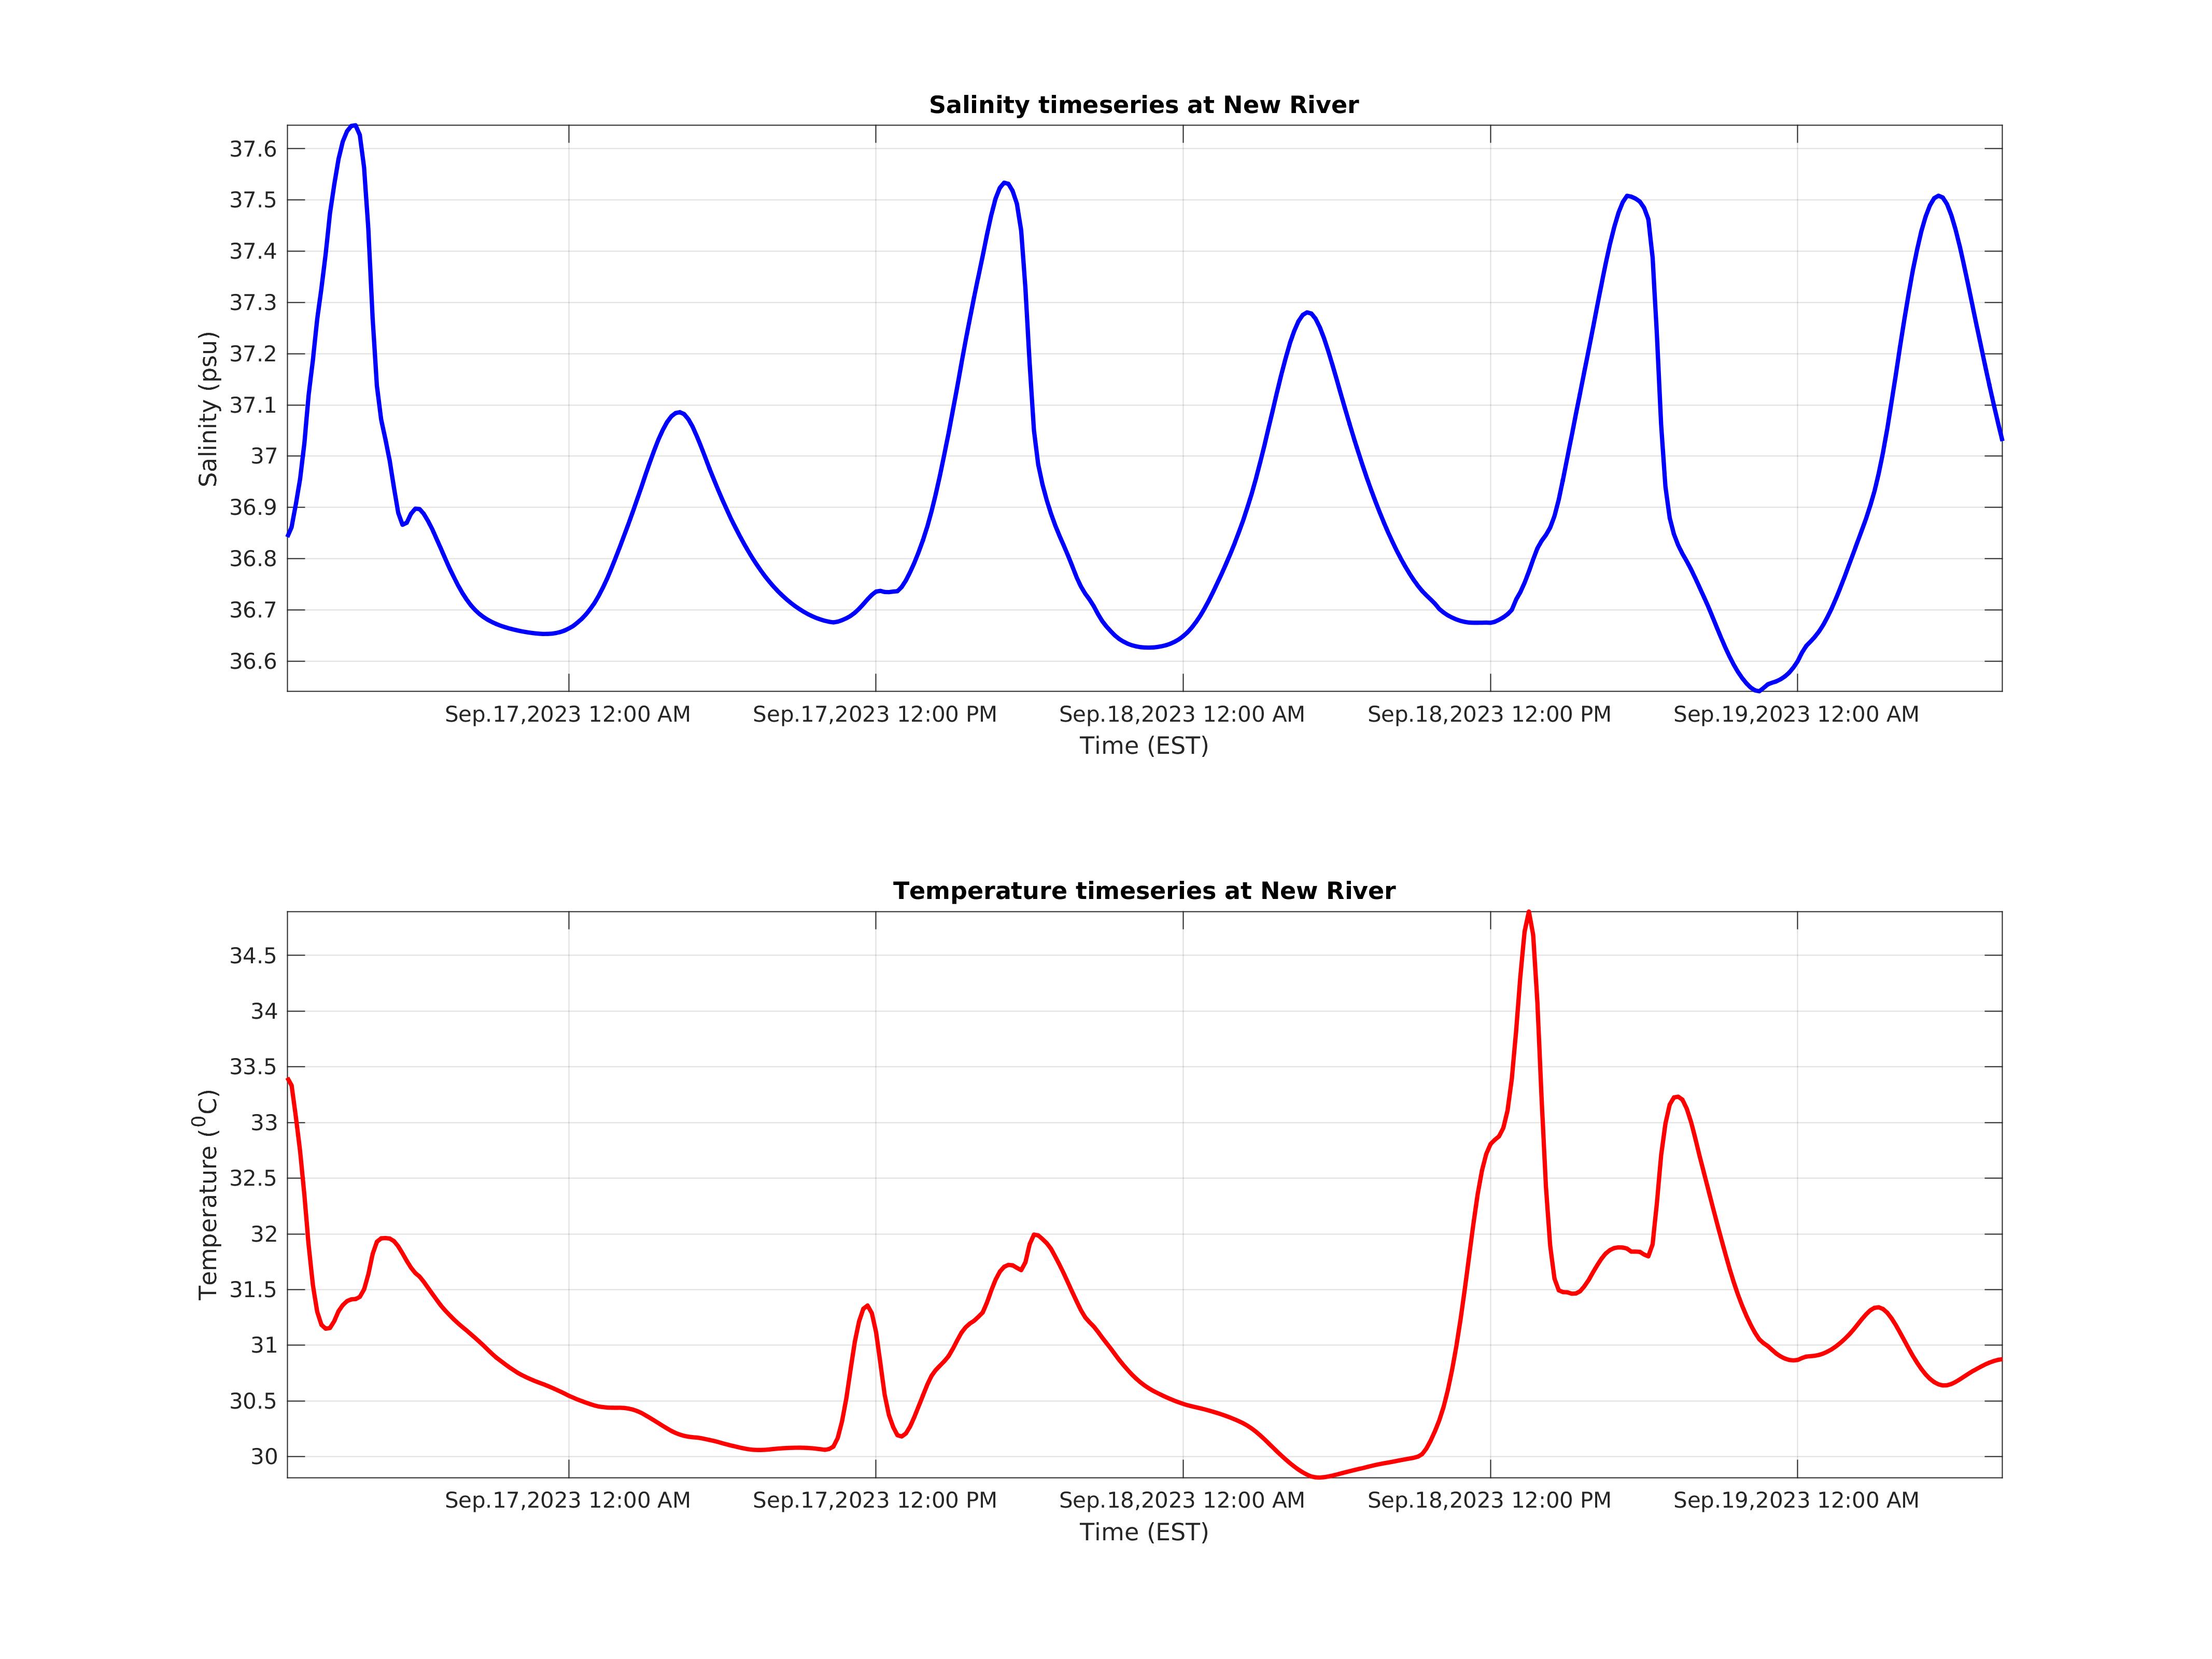 Salinity timeseries at New River
37.6
37.5
37.4
37.3
37.2
37.1
37
36.9
36.8
36.7
36.6
Salinity (psu)
Sep.17,2023 12:00 AM Sep.17,2023 12:00 PM Sep.18,2023 12:00 AM Sep.18,2023 12:00 PM Sep.19,2023 12:00 AM
Time (EST)
Temperature timeseries at New River
34.5
34
33.5
33
32.5
32
31.5
31
30.5
30
Temperature (⁰C)
Sep.17,2023 12:00 AM Sep.17,2023 12:00 PM Sep.18,2023 12:00 AM Sep.18,2023 12:00 PM Sep.19,2023 12:00 AM
Time (EST)